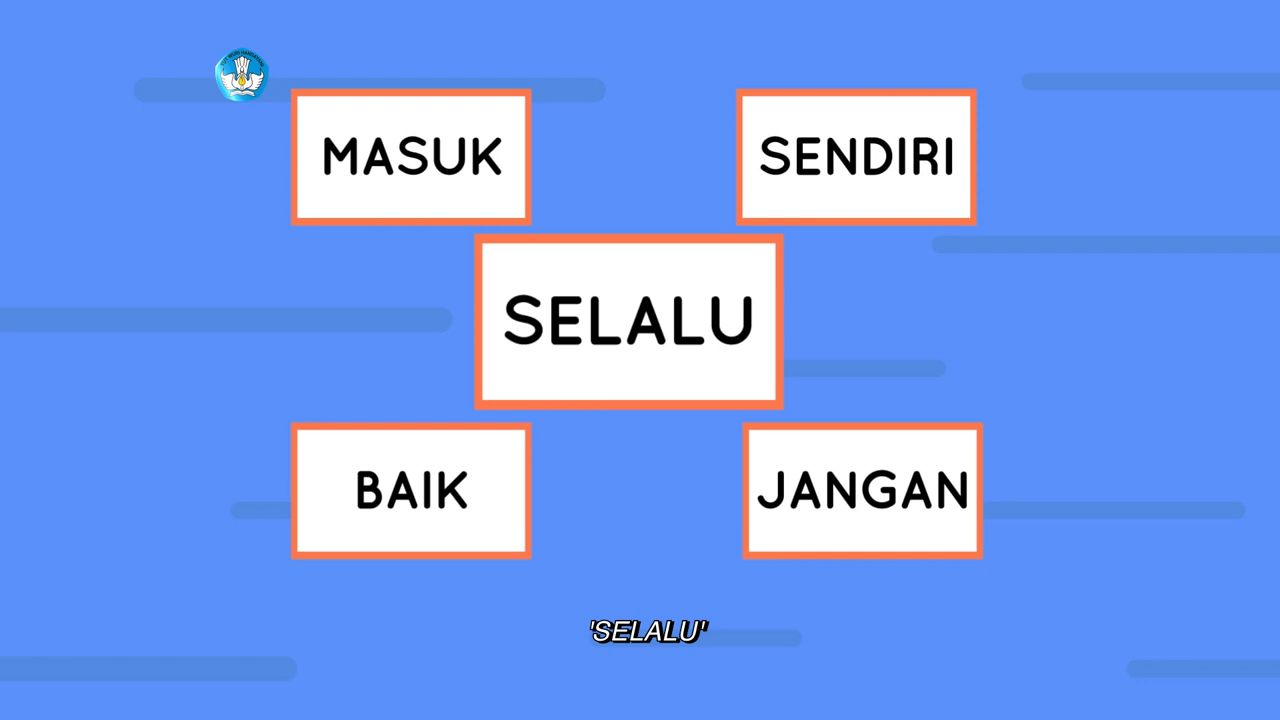 MASUK
SENDIRI
SELALU
BAIK
JANGAN
'SELALU'